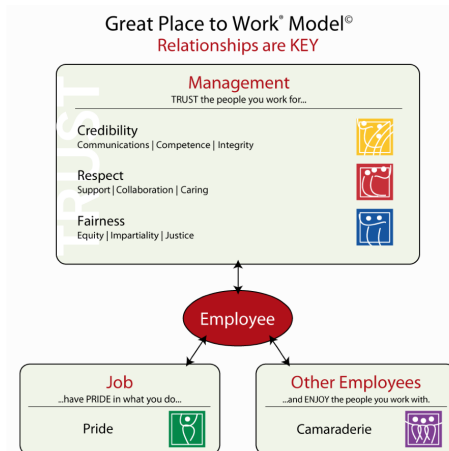 Great Place to Work® Model©
Relationships are KEY
TRUST
Management
TRUST the people you work for...
Credibility
Communications | Competence | Integrity
Respect
Support | Collaboration | Caring
Fairness
Equity | Impartiality | Justice
Employee
Job
...have PRIDE in what you do...
Pride
Other Employees
...and ENJOY the people you work with.
Camaraderie